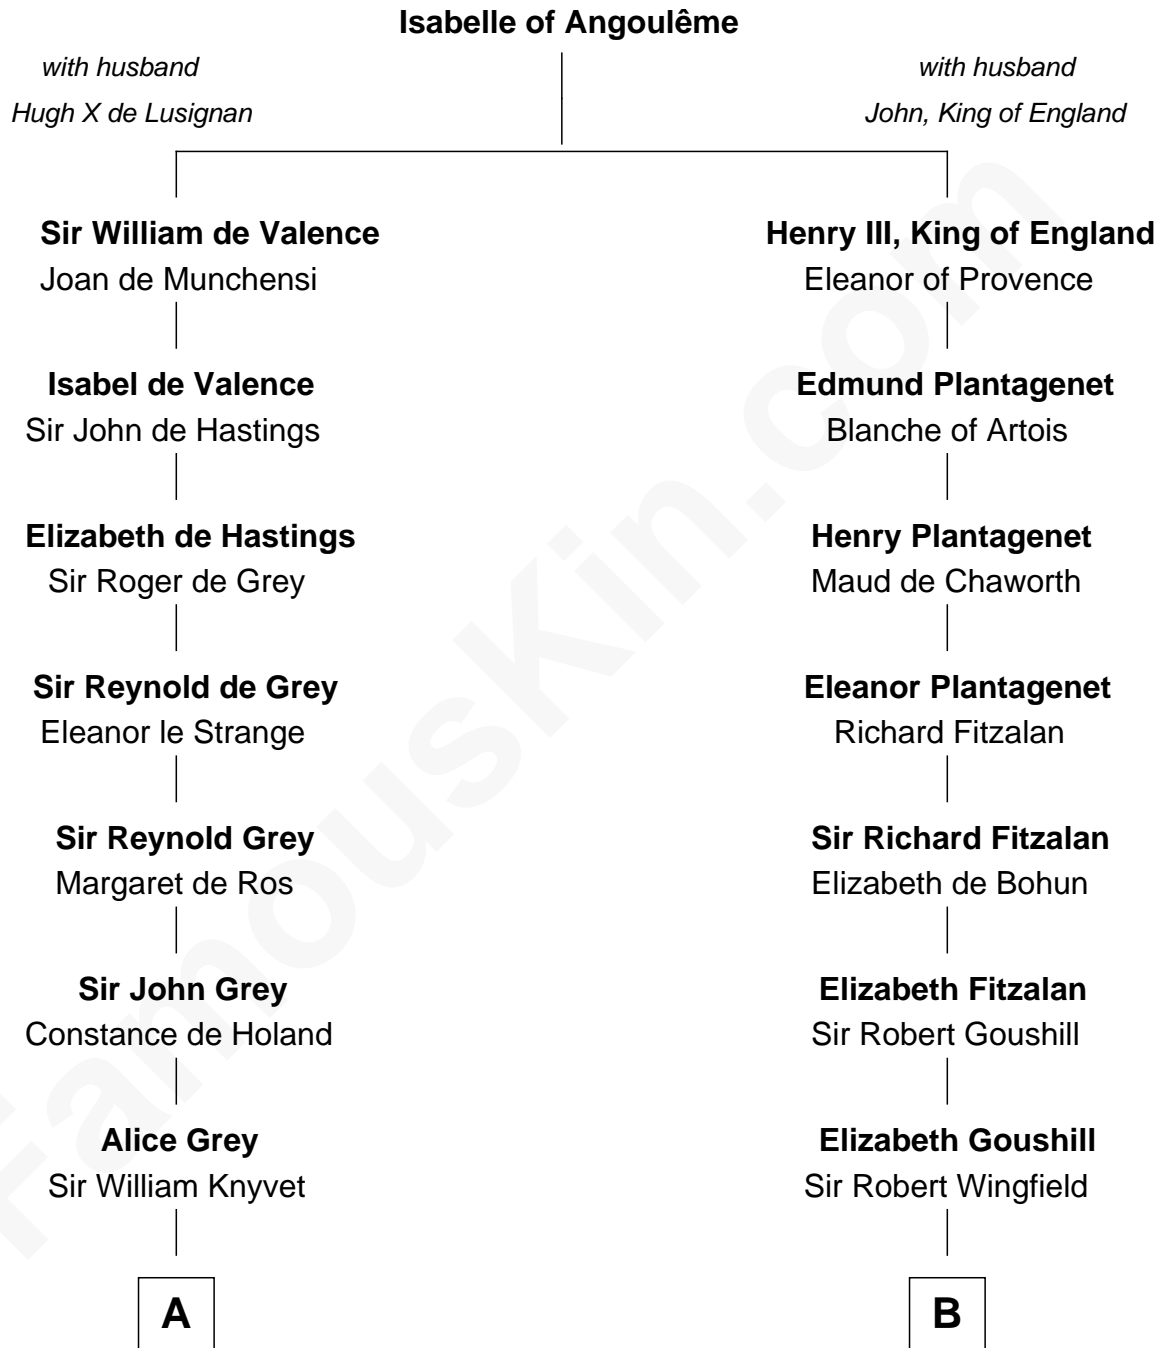 Isabelle of Angoulême
with husband
Hugh X de Lusignan
with husband
John, King of England
Sir William de Valence
Joan de Munchensi
Henry III, King of England
Eleanor of Provence
Isabel de Valence
Sir John de Hastings
Edmund Plantagenet
Blanche of Artois
Elizabeth de Hastings
Sir Roger de Grey
Henry Plantagenet
Maud de Chaworth
Sir Reynold de Grey
Eleanor le Strange
Eleanor Plantagenet
Richard Fitzalan
Sir Reynold Grey
Margaret de Ros
Sir Richard Fitzalan
Elizabeth de Bohun
Sir John Grey
Constance de Holand
Elizabeth Fitzalan
Sir Robert Goushill
Alice Grey
Sir William Knyvet
Elizabeth Goushill
Sir Robert Wingfield
A
B
FamousKin.com